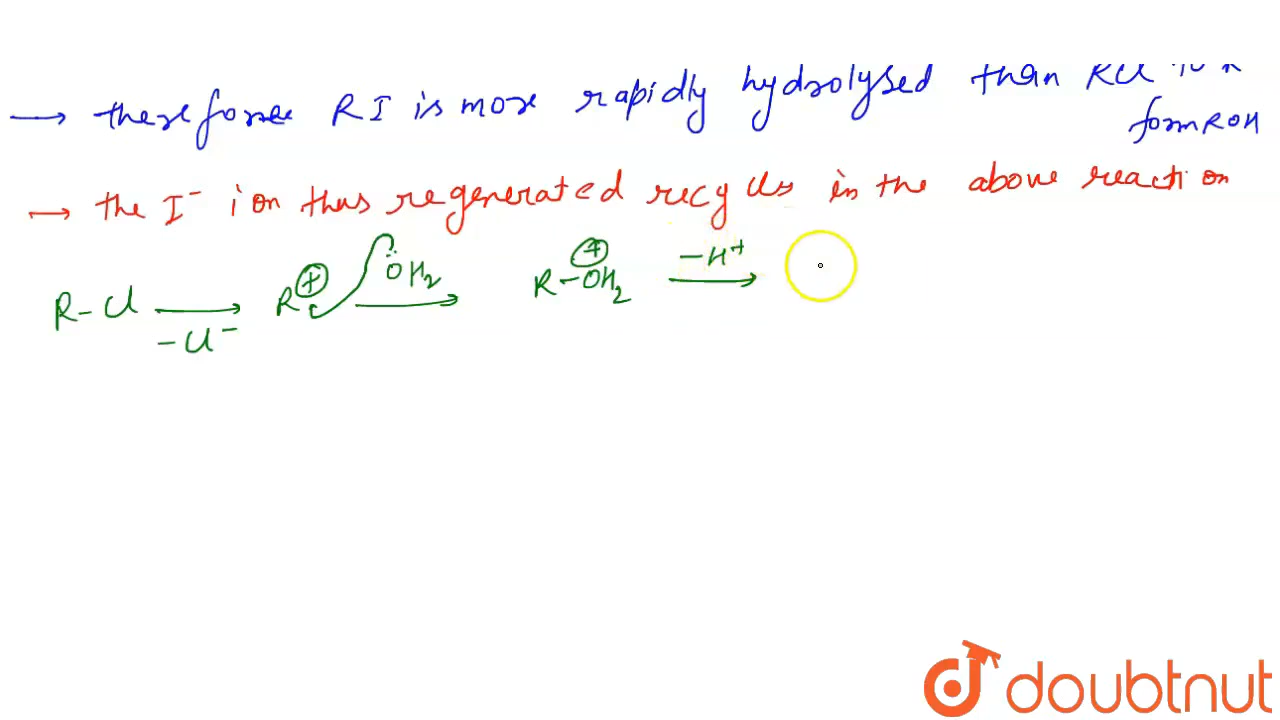 → therefore RI is more rapidly hydrolysed than RCl
form ROH
→ the I⁻ ion thus regenerated recycles in the above reaction
R-Cl → -Cl⁻ R⊕ → ÖH₂ R-OH₂ ⊕ → -H⁺
doubtnut